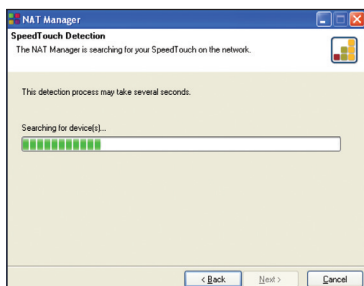 NAT Manager
SpeedTouch Detection
The NAT Manager is searching for your SpeedTouch on the network.
This detection process may take several seconds.
Searching for device(s)...
< Back
Next >
Cancel